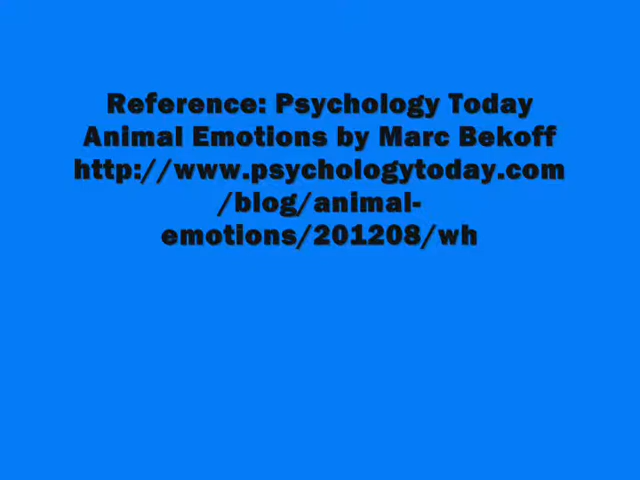 Reference: Psychology Today
Animal Emotions by Marc Bekoff
http://www.psychologytoday.com
/blog/animal-
emotions/201208/wh